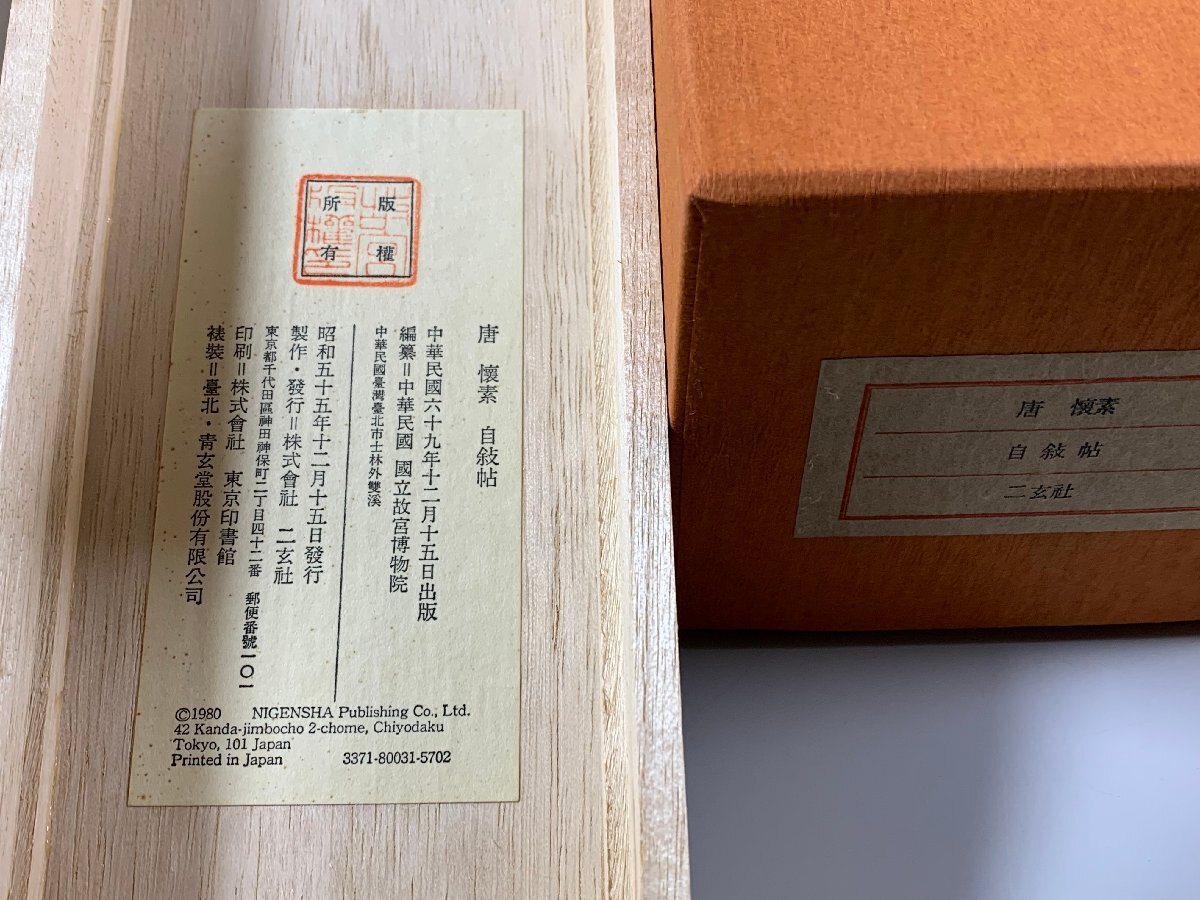 版權
所有
唐 懷素 自敍帖
中華民國六十九年十二月十五日出版
編纂＝中華民國 國立故宮博物院
中華民國臺灣臺北市士林外雙溪
昭和五十五年十二月十五日發行
製作・發行＝株式會社 二玄社
東京都千代田區神田神保町二丁目四十二番 郵便番號一〇一
印刷＝株式會社 東京印書館
裱裝＝臺北・青玄堂股份有限公司
©1980 NIGENSHA Publishing Co., Ltd.
42 Kanda-jimbocho 2-chome, Chiyodaku
Tokyo, 101 Japan
Printed in Japan 3371-80031-5702
唐 懷素
自敍帖
二玄社